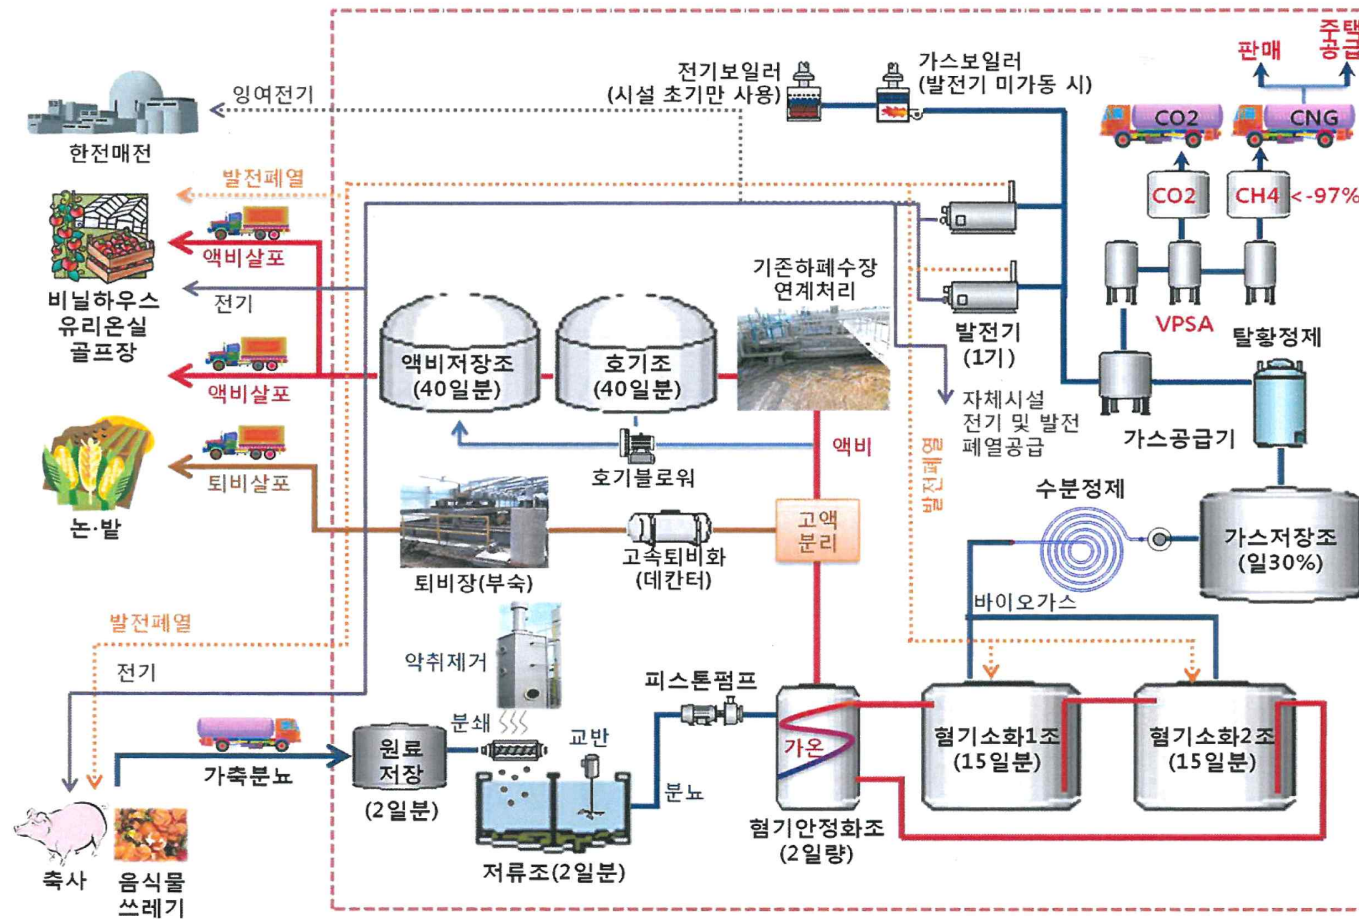 주택
공급
판매
전기보일러
(시설 초기만 사용)
가스보일러
(발전기 미가동 시)
잉여전기
CO2
CNG
한전매전
발전폐열
CO2
CH4
<-97%
액비살포
기존하폐수장
연계처리
전기
비닐하우스
유리온실
골프장
발전기
(1기)
VPSA
탈황정제
액비저장조
(40일분)
호기조
(40일분)
액비살포
자체시설
전기 및 발전
폐열공급
가스공급기
액비
발전폐열
호기블로워
퇴비살포
수분정제
논·밭
고액
분리
가스저장조
(일30%)
퇴비장(부숙)
고속퇴비화
(데칸터)
바이오가스
발전폐열
악취제거
전기
피스톤펌프
분쇄
교반
원료
저장
(2일분)
가온
혐기소화1조
(15일분)
혐기소화2조
(15일분)
가축분뇨
분뇨
혐기안정화조
(2일량)
저류조(2일분)
축사
음식물
쓰레기